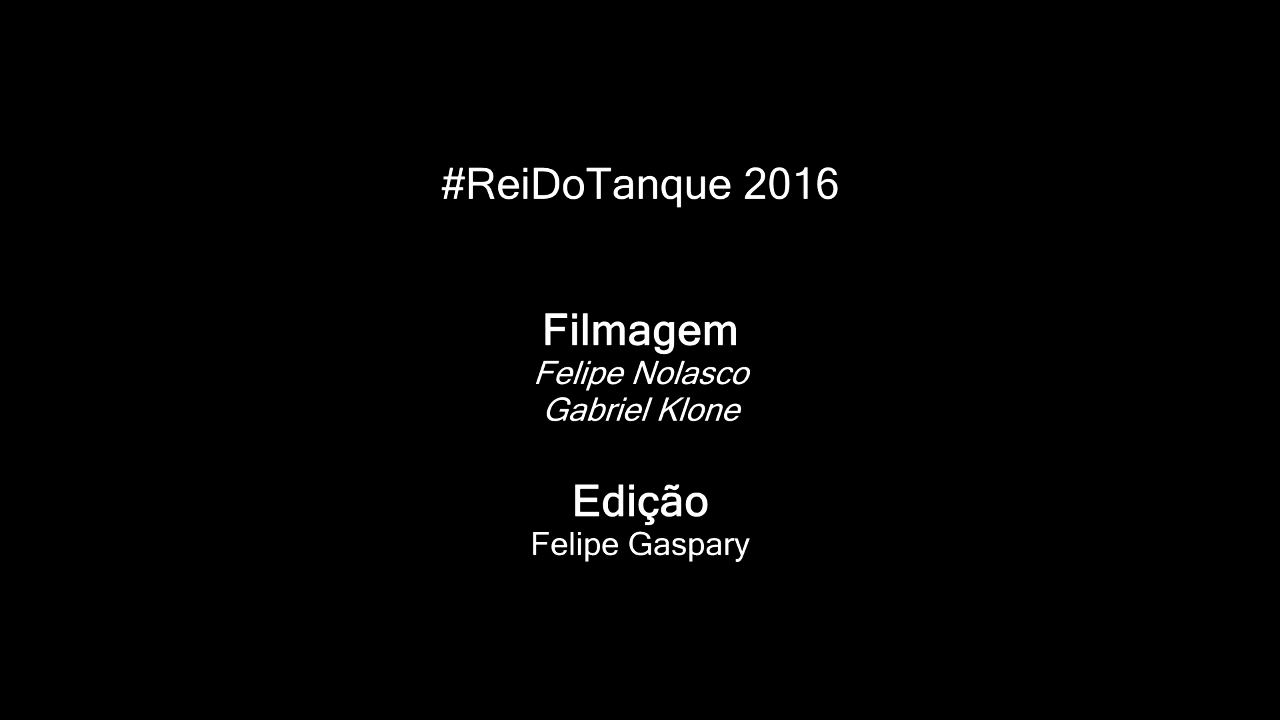 #ReiDoTanque 2016
Filmagem
Felipe Nolasco
Gabriel Klone
Edição
Felipe Gaspary